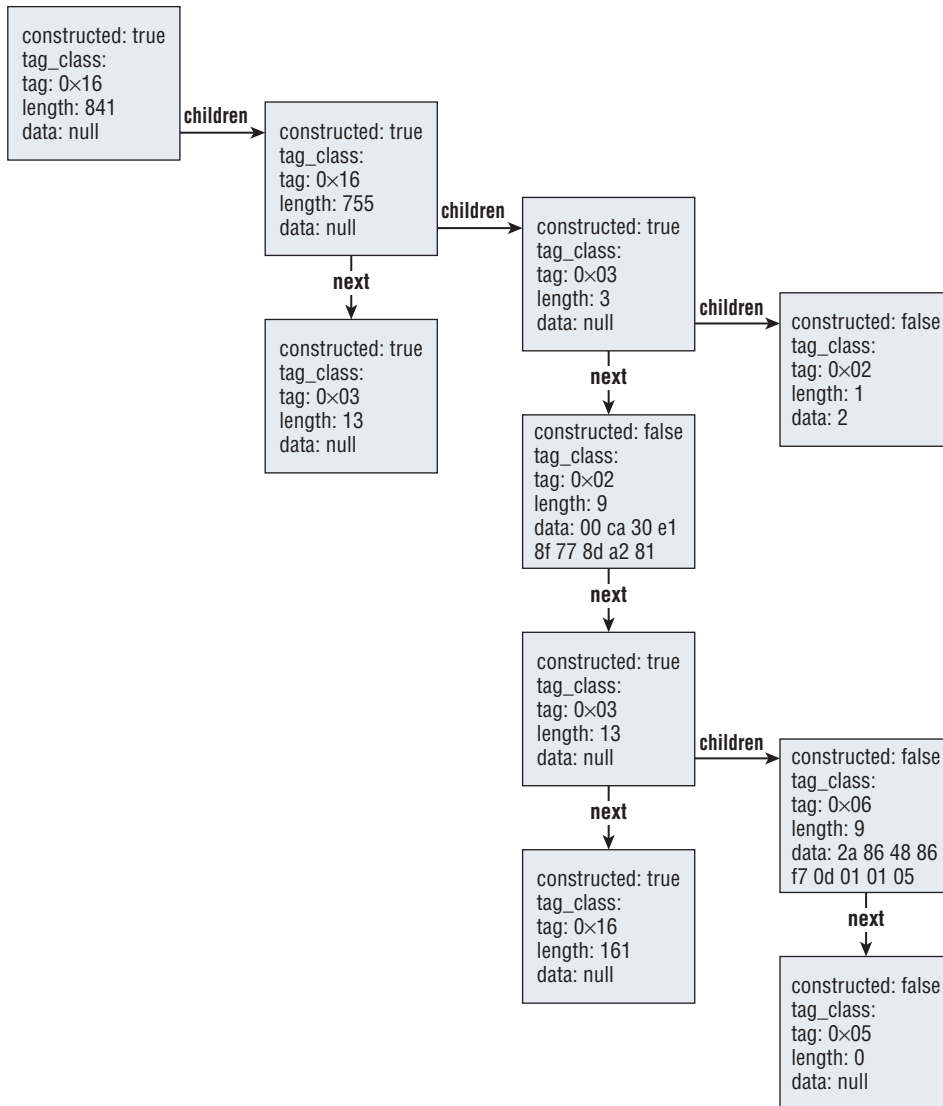 constructed: true
tag_class:
tag: 0×16
length: 841
data: null
children
constructed: true
tag_class:
tag: 0×16
length: 755
data: null
children
constructed: true
tag_class:
tag: 0×03
length: 3
data: null
children
constructed: false
tag_class:
tag: 0×02
length: 1
data: 2
next
constructed: true
tag_class:
tag: 0×03
length: 13
data: null
next
constructed: false
tag_class:
tag: 0×02
length: 9
data: 00 ca 30 e1
8f 77 8d a2 81
next
constructed: true
tag_class:
tag: 0×03
length: 13
data: null
children
constructed: false
tag_class:
tag: 0×06
length: 9
data: 2a 86 48 86
f7 0d 01 01 05
next
constructed: true
tag_class:
tag: 0×16
length: 161
data: null
next
constructed: false
tag_class:
tag: 0×05
length: 0
data: null